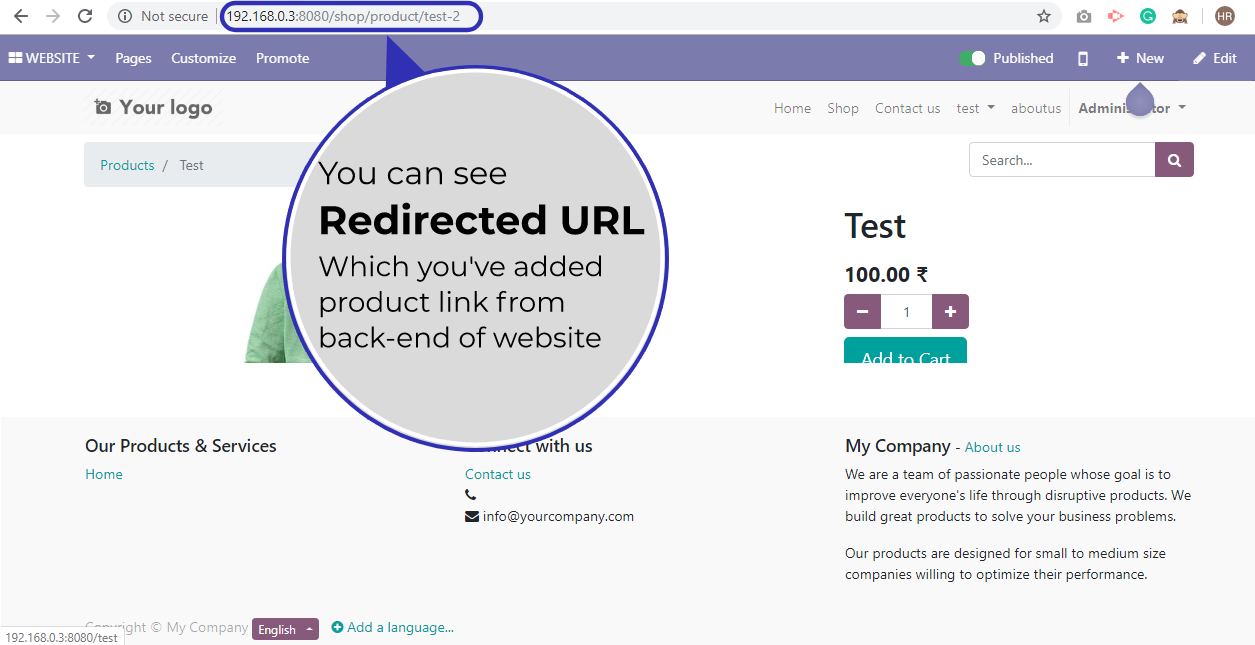 Not secure
192.168.0.3:8080/shop/product/test-2
HR
WEBSITE Pages Customize Promote
Published
New
Edit
Your logo
Home Shop Contact us test aboutus
Products / Test
Search...
You can see
Redirected URL
Which you've added
product link from
back-end of website
Test
100.00 ₹
1
Add to Cart
Our Products & Services
Home
with us
Contact us
info@yourcompany.com
My Company - About us
We are a team of passionate people whose goal is to
improve everyone's life through disruptive products. We
build great products to solve your business problems.
Our products are designed for small to medium size
companies willing to optimize their performance.
Copyright © My Company
English
Add a language...
192.168.0.3:8080/test